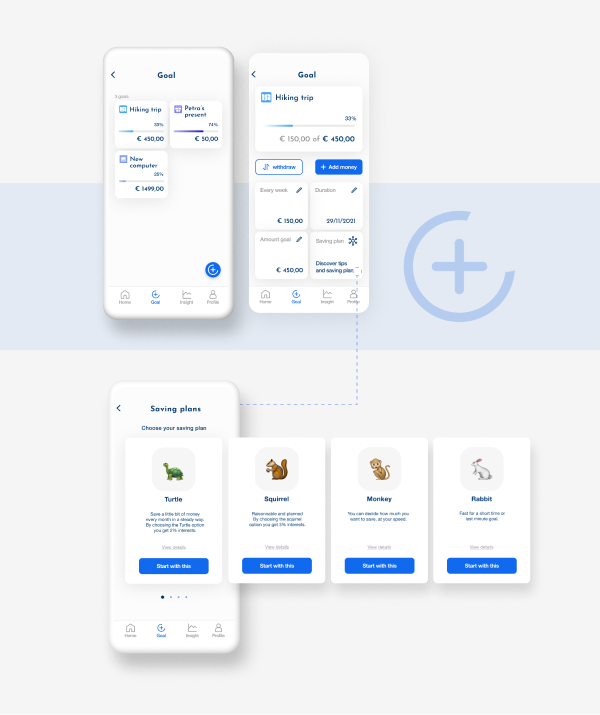 Goal
3 goals
Hiking trip
33%
€ 450,00
Petra's
present
74%
€ 50,00
New
computer
22%
€ 1499,00
Home
Goal
Insight
Profile
Goal
Hiking trip
33%
€ 150,00 of € 450,00
withdraw
Add money
Every week
€ 150,00
Duration
29/11/2021
Amount goal
€ 450,00
Saving plan
Discover tips
and saving plan
Home
Goal
Insight
Profile
Saving plans
Choose your saving plan
Turtle
Save a little bit of money
every month in a steady way.
By choosing the Turtle option
you get 2% interests.
View details
Start with this
Squirrel
Raisonnable and planned
By choosing the squirrel
option you get 3% interests.
View details
Start with this
Monkey
You can decide how much you
want to save, at your speed.
View details
Start with this
Rabbit
Fast for a short time or
last minute goal.
View details
Start with this
Home
Goal
Insight
Profile